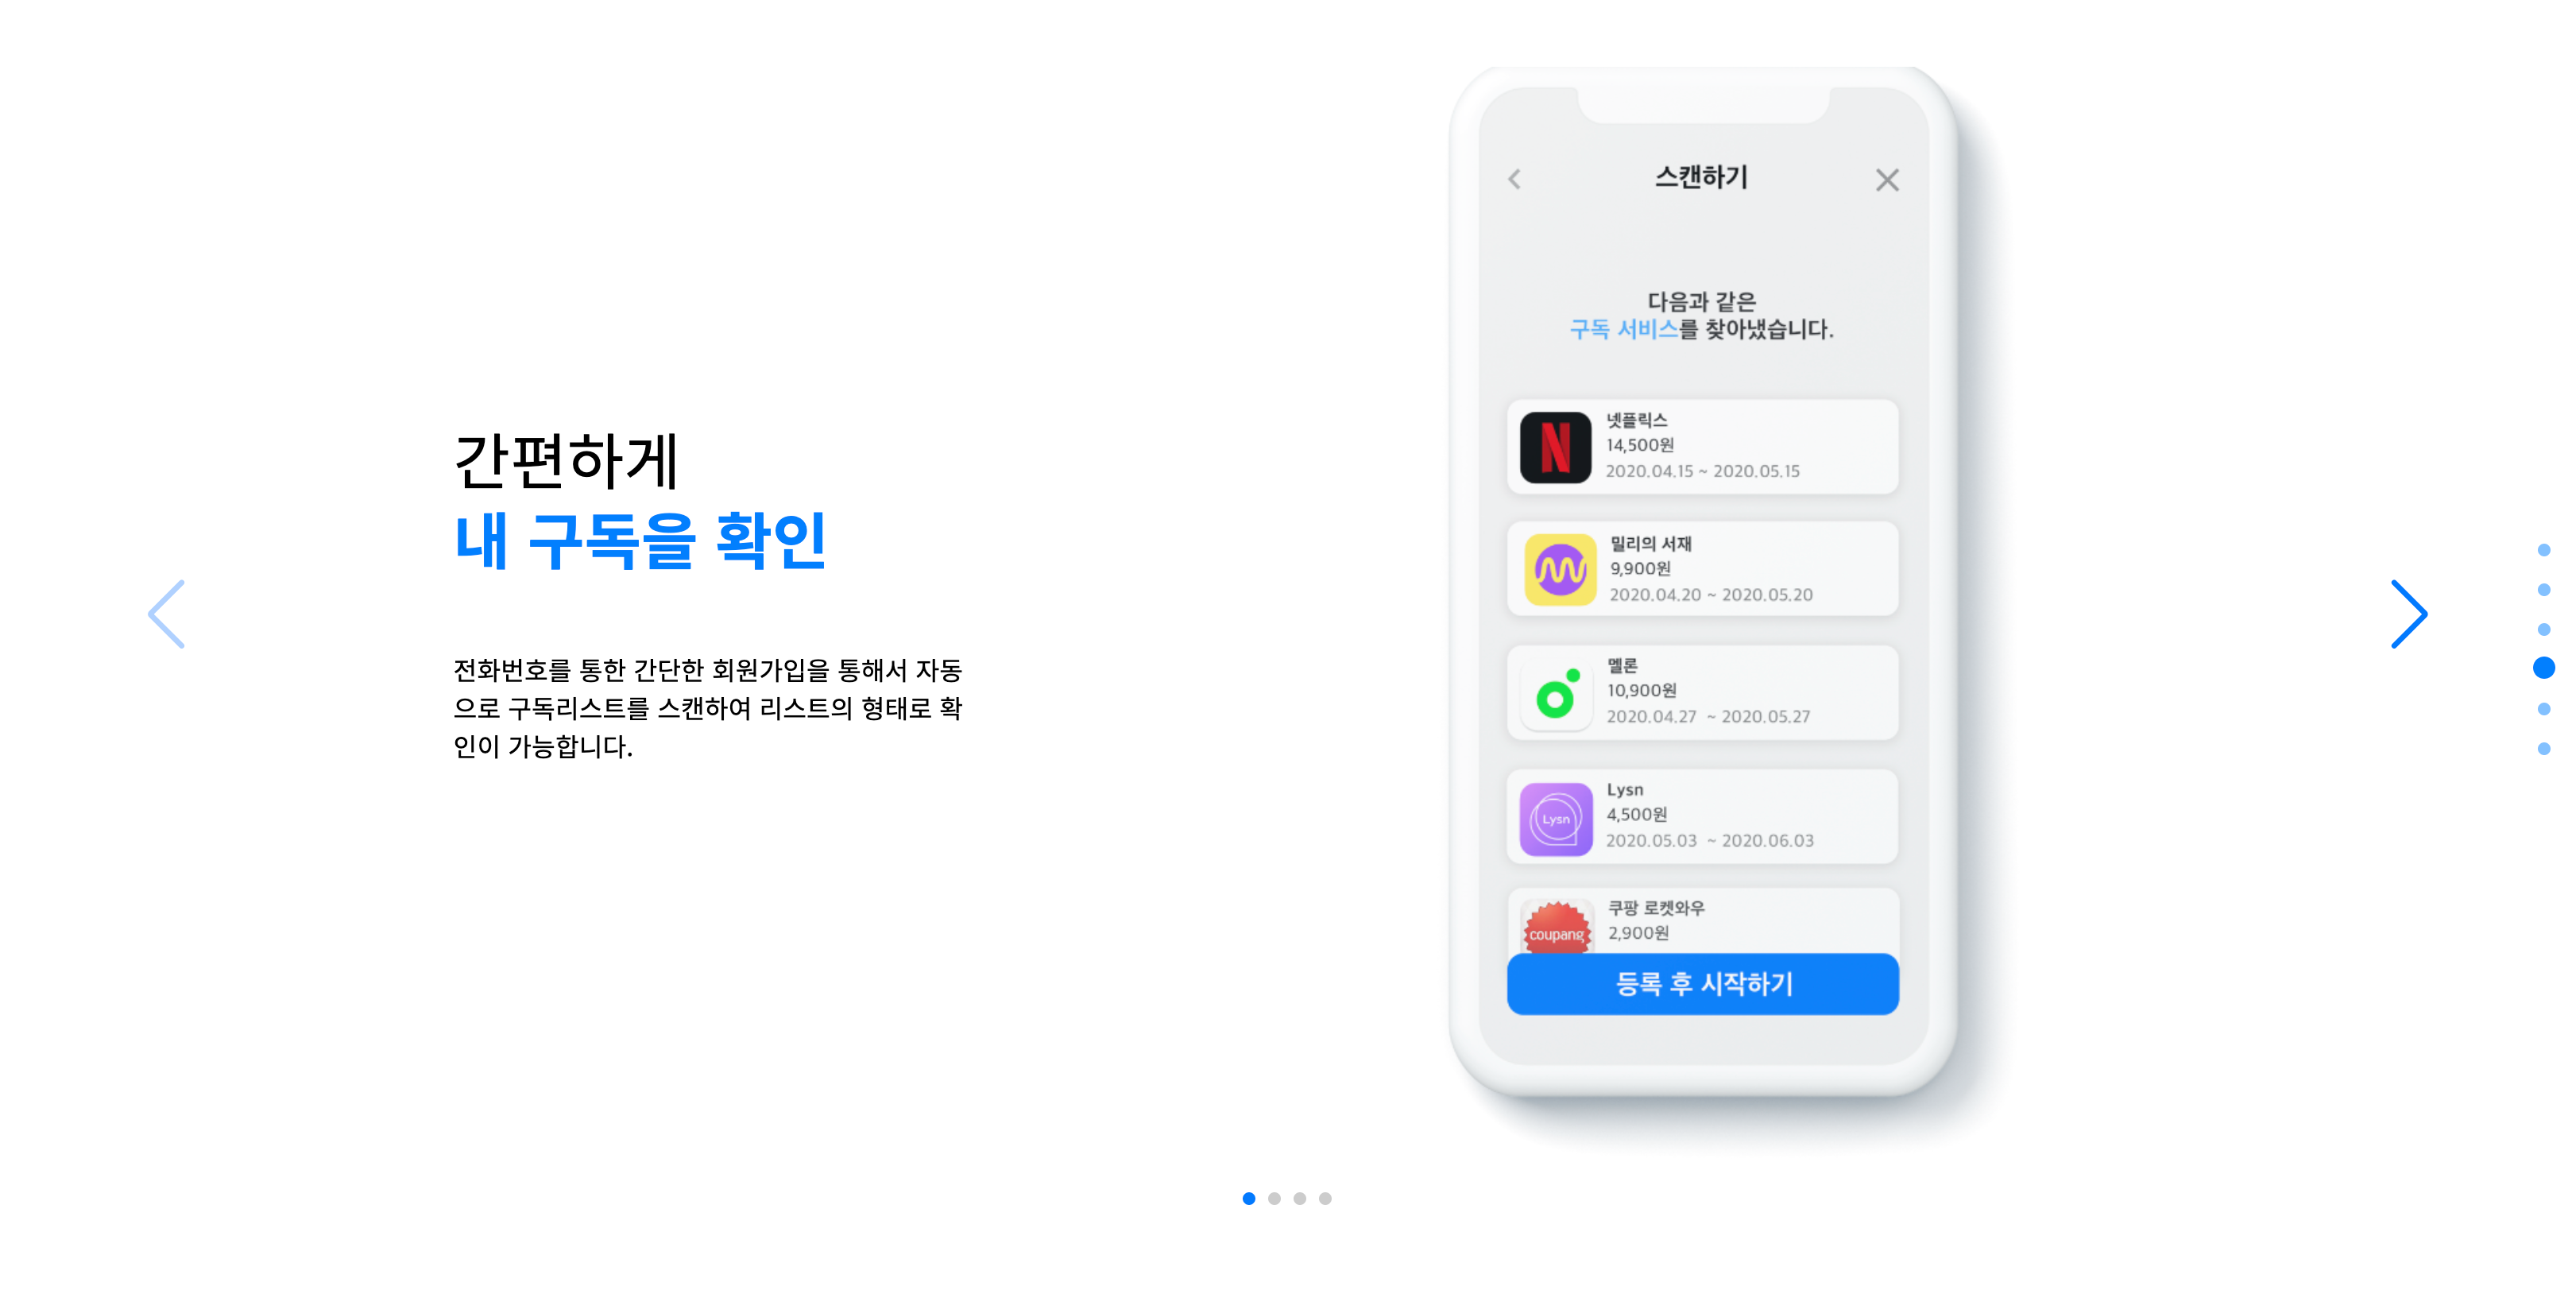 간편하게
내 구독을 확인
전화번호를 통한 간단한 회원가입을 통해서 자동
으로 구독리스트를 스캔하여 리스트의 형태로 확
인이 가능합니다.
스캔하기
다음과 같은
구독 서비스를 찾아냈습니다.
넷플릭스
14,500원
2020.04.15 ~ 2020.05.15
밀리의 서재
9,900원
2020.04.20 ~ 2020.05.20
멜론
10,900원
2020.04.27 ~ 2020.05.27
Lysn
Lysn
4,500원
2020.05.03 ~ 2020.06.03
coupang
쿠팡 로켓와우
2,900원
등록 후 시작하기